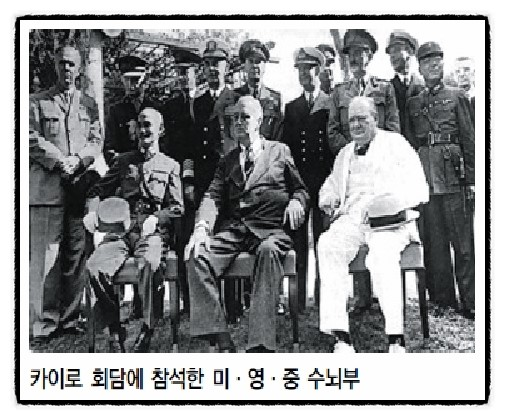 카이로 회담에 참석한 미 · 영 · 중 수뇌부